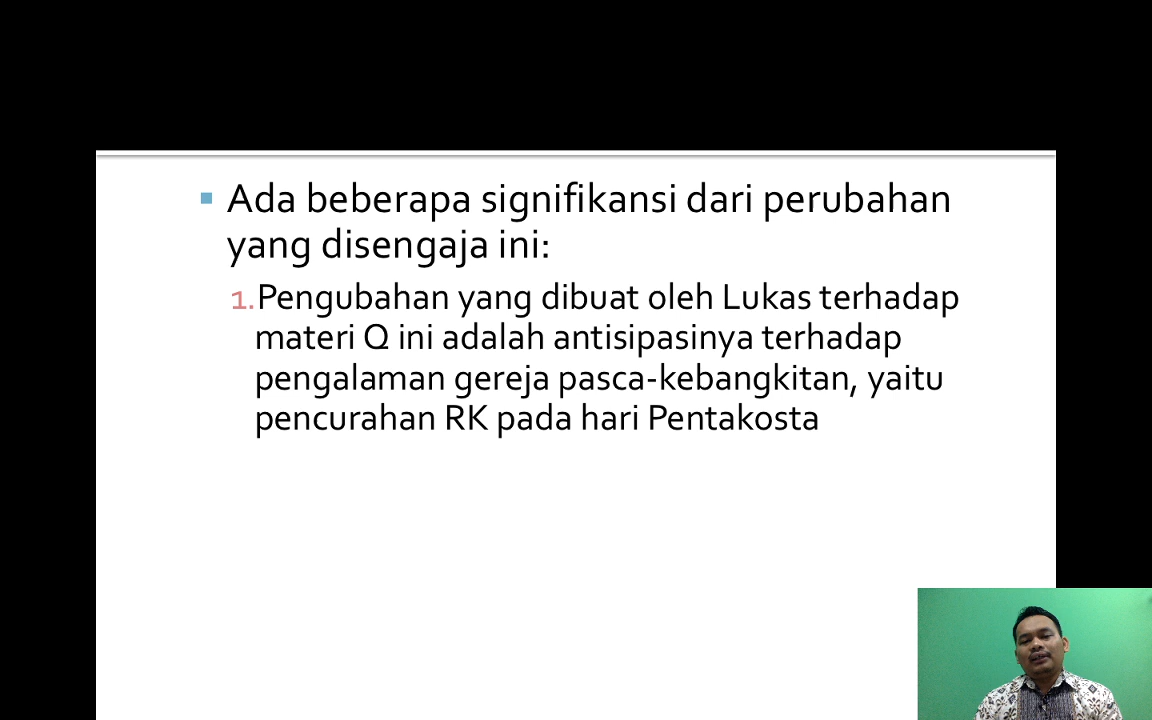 Ada beberapa signifikansi dari perubahan
yang disengaja ini:
1.Pengubahan yang dibuat oleh Lukas terhadap
materi Q ini adalah antisipasinya terhadap
pengalaman gereja pasca-kebangkitan, yaitu
pencurahan RK pada hari Pentakosta